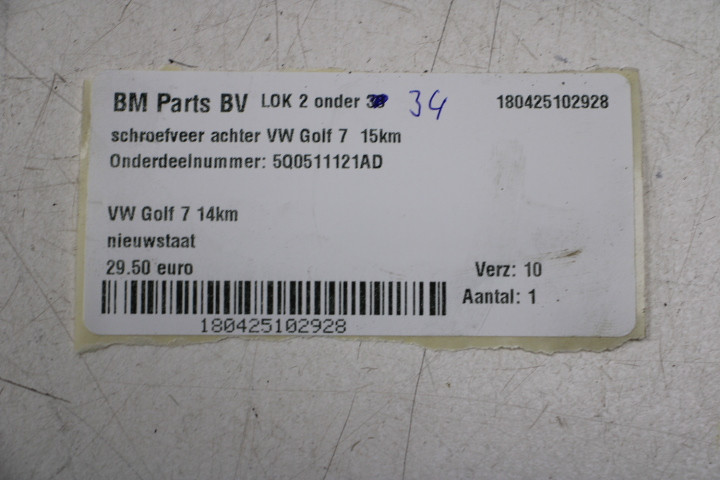 BM Parts BV LOK 2 onder 34 180425102928
schroefveer achter VW Golf 7 15km
Onderdeelnummer: 5Q0511121AD
VW Golf 7 14km
nieuwstaat
29.50 euro Verz: 10
Aantal: 1
180425102928